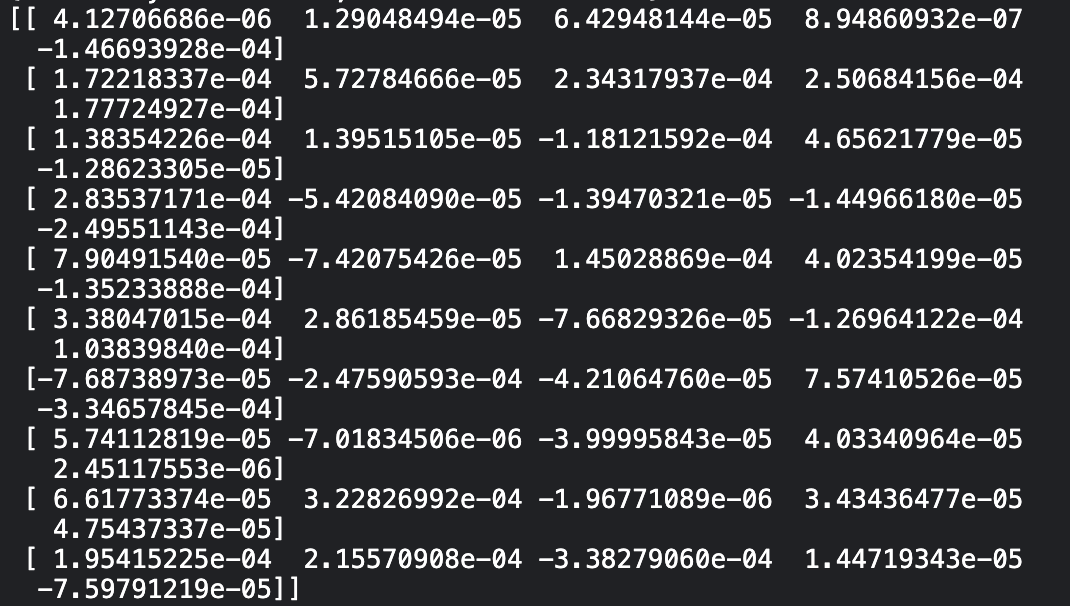 [[ 4.12706686e-06  1.29048494e-05  6.42948144e-05  8.94860932e-07
  -1.46693928e-04]
 [ 1.72218337e-04  5.72784666e-05  2.34317937e-04  2.50684156e-04
   1.77724927e-04]
 [ 1.38354226e-04  1.39515105e-05 -1.18121592e-04  4.65621779e-05
  -1.28623305e-05]
 [ 2.83537171e-04 -5.42084090e-05 -1.39470321e-05 -1.44966180e-05
  -2.49551143e-04]
 [ 7.90491540e-05 -7.42075426e-05  1.45028869e-04  4.02354199e-05
  -1.35233888e-04]
 [ 3.38047015e-04  2.86185459e-05 -7.66829326e-05 -1.26964122e-04
   1.03839840e-04]
 [-7.68738973e-05 -2.47590593e-04 -4.21064760e-05  7.57410526e-05
  -3.34657845e-04]
 [ 5.74112819e-05 -7.01834506e-06 -3.99995843e-05  4.03340964e-05
   2.45117553e-06]
 [ 6.61773374e-05  3.22826992e-04 -1.96771089e-06  3.43436477e-05
   4.75437337e-05]
 [ 1.95415225e-04  2.15570908e-04 -3.38279060e-04  1.44719343e-05
  -7.59791219e-05]]